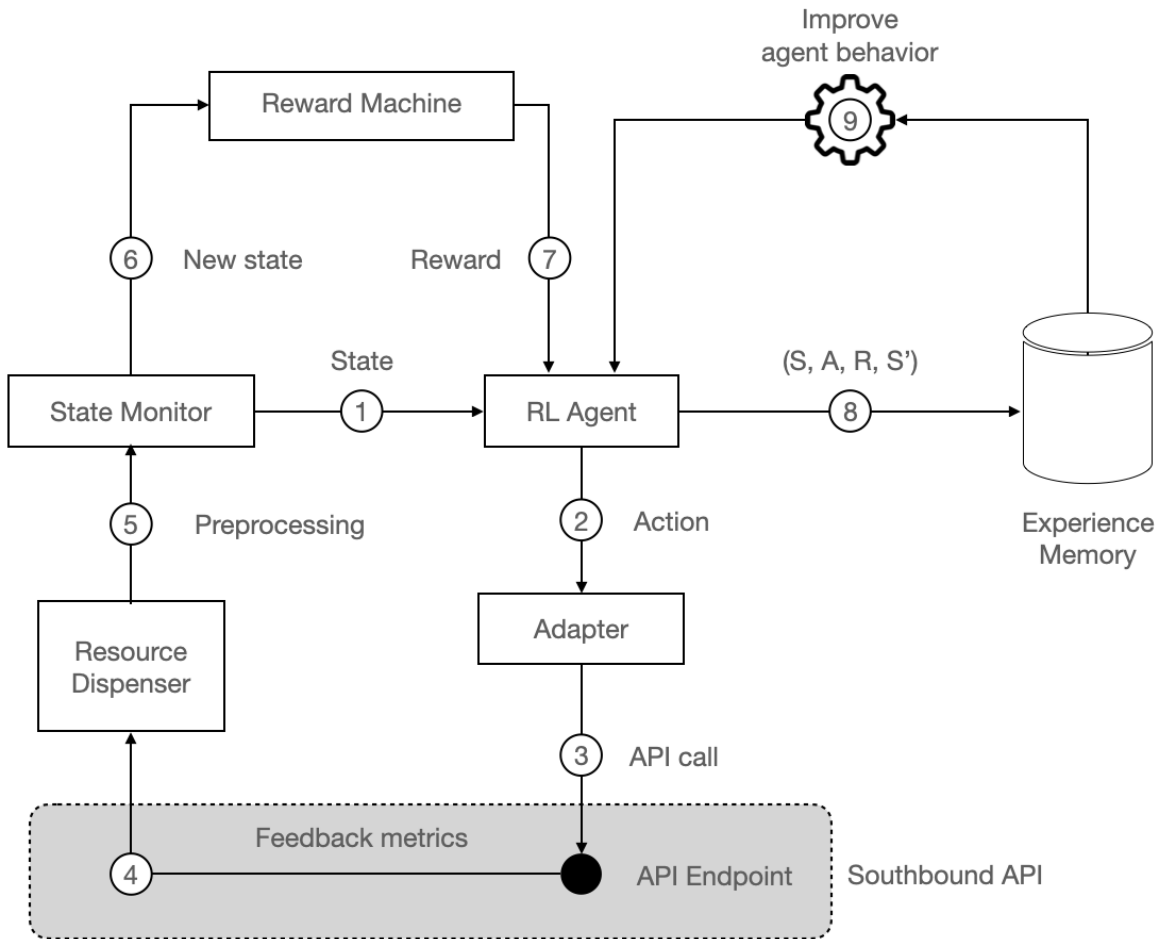 Improve
agent behavior
9
Reward Machine
6
New state
Reward
7
State
(S, A, R, S’)
State Monitor
1
RL Agent
8
5
Preprocessing
2
Action
Experience
Memory
Resource
Dispenser
Adapter
3
API call
Feedback metrics
4
API Endpoint
Southbound API